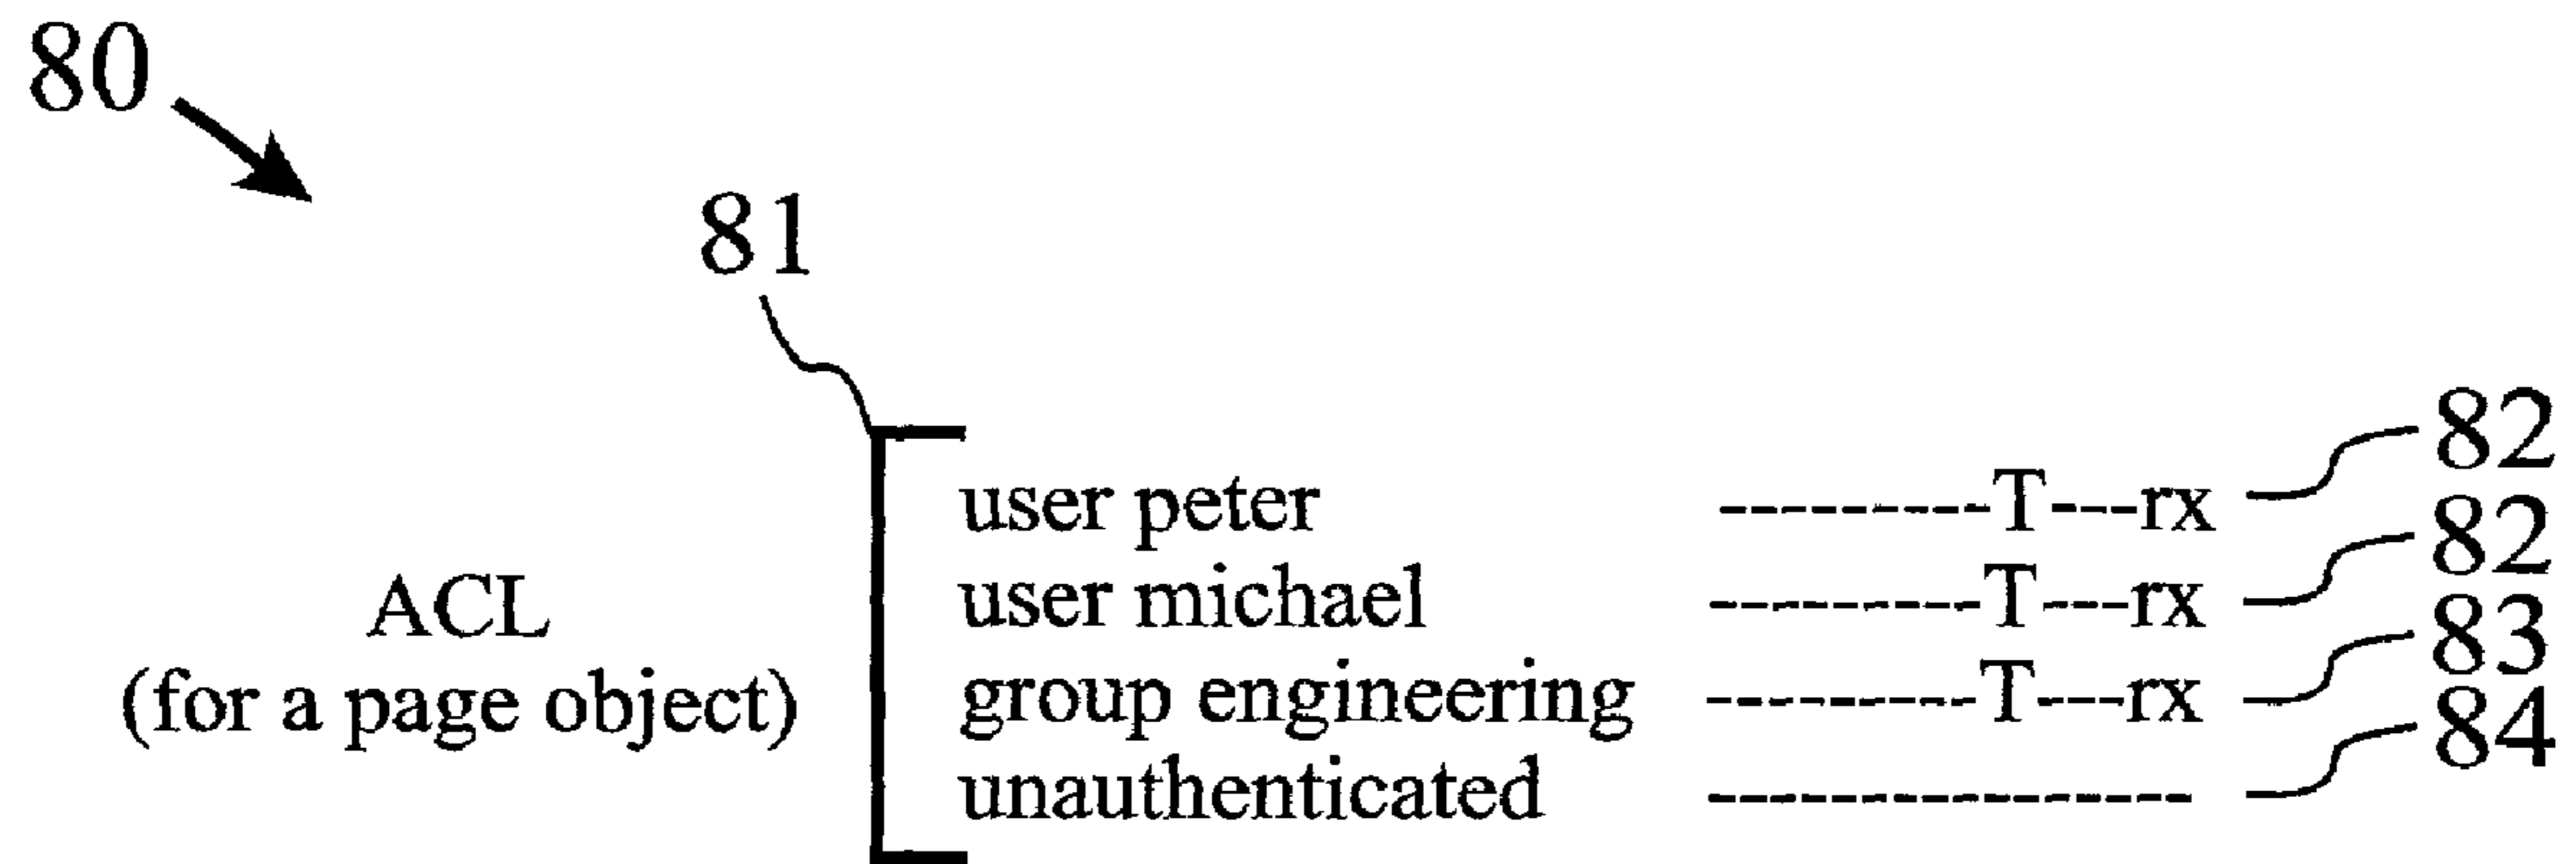 80
81
user peter ---------T---rx 82
user michael ---------T---rx 82
ACL
(for a page object)
group engineering ---------T---rx 83
unauthenticated ---------------- 84